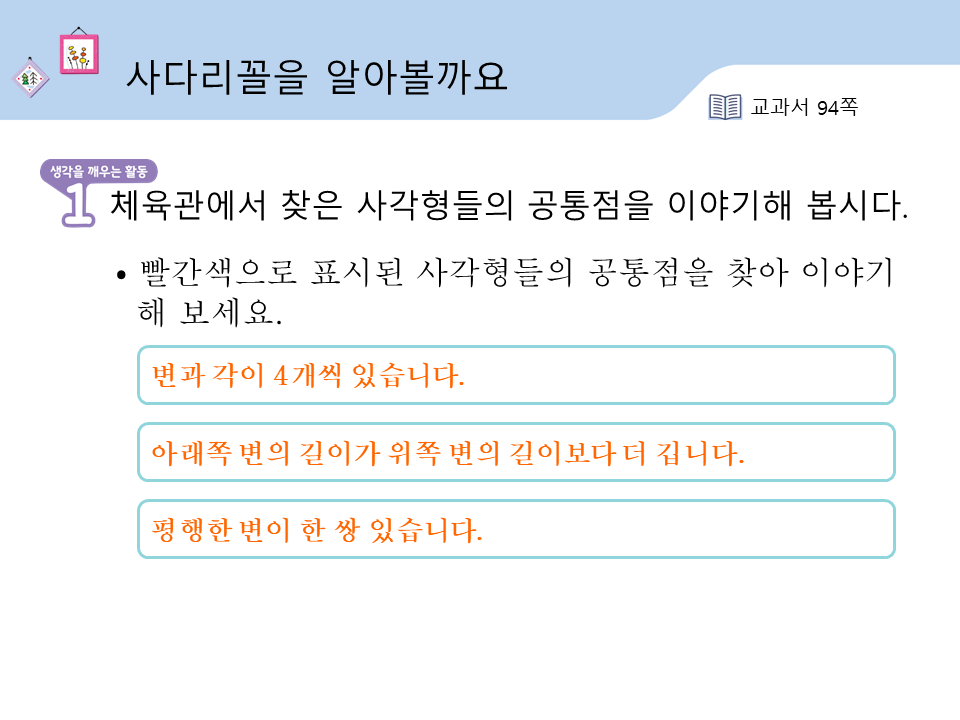 사다리꼴을 알아볼까요
교과서 94쪽
생각을 깨우는 활동
1 체육관에서 찾은 사각형들의 공통점을 이야기해 봅시다.
• 빨간색으로 표시된 사각형들의 공통점을 찾아 이야기
해 보세요.
변과 각이 4개씩 있습니다.
아래쪽 변의 길이가 위쪽 변의 길이보다 더 깁니다.
평행한 변이 한 쌍 있습니다.